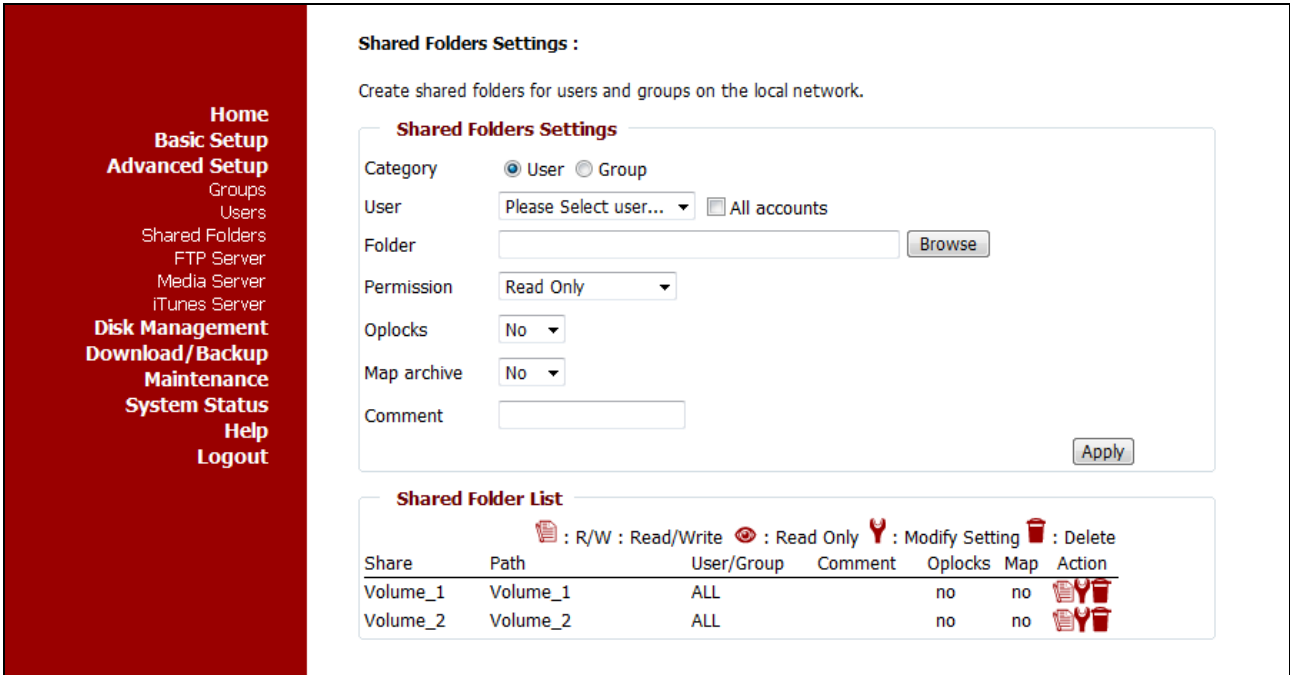 Home
Basic Setup
Advanced Setup
Groups
Users
Shared Folders
FTP Server
Media Server
iTunes Server
Disk Management
Download/Backup
Maintenance
System Status
Help
Logout
Shared Folders Settings :
Create shared folders for users and groups on the local network.
Shared Folders Settings
Category User Group
User Please Select user... All accounts
Folder Browse
Permission Read Only
Oplocks No
Map archive No
Comment
Apply
Shared Folder List
: R/W : Read/Write : Read Only : Modify Setting : Delete
Share Path User/Group Comment Oplocks Map Action
Volume_1 Volume_1 ALL no no
Volume_2 Volume_2 ALL no no